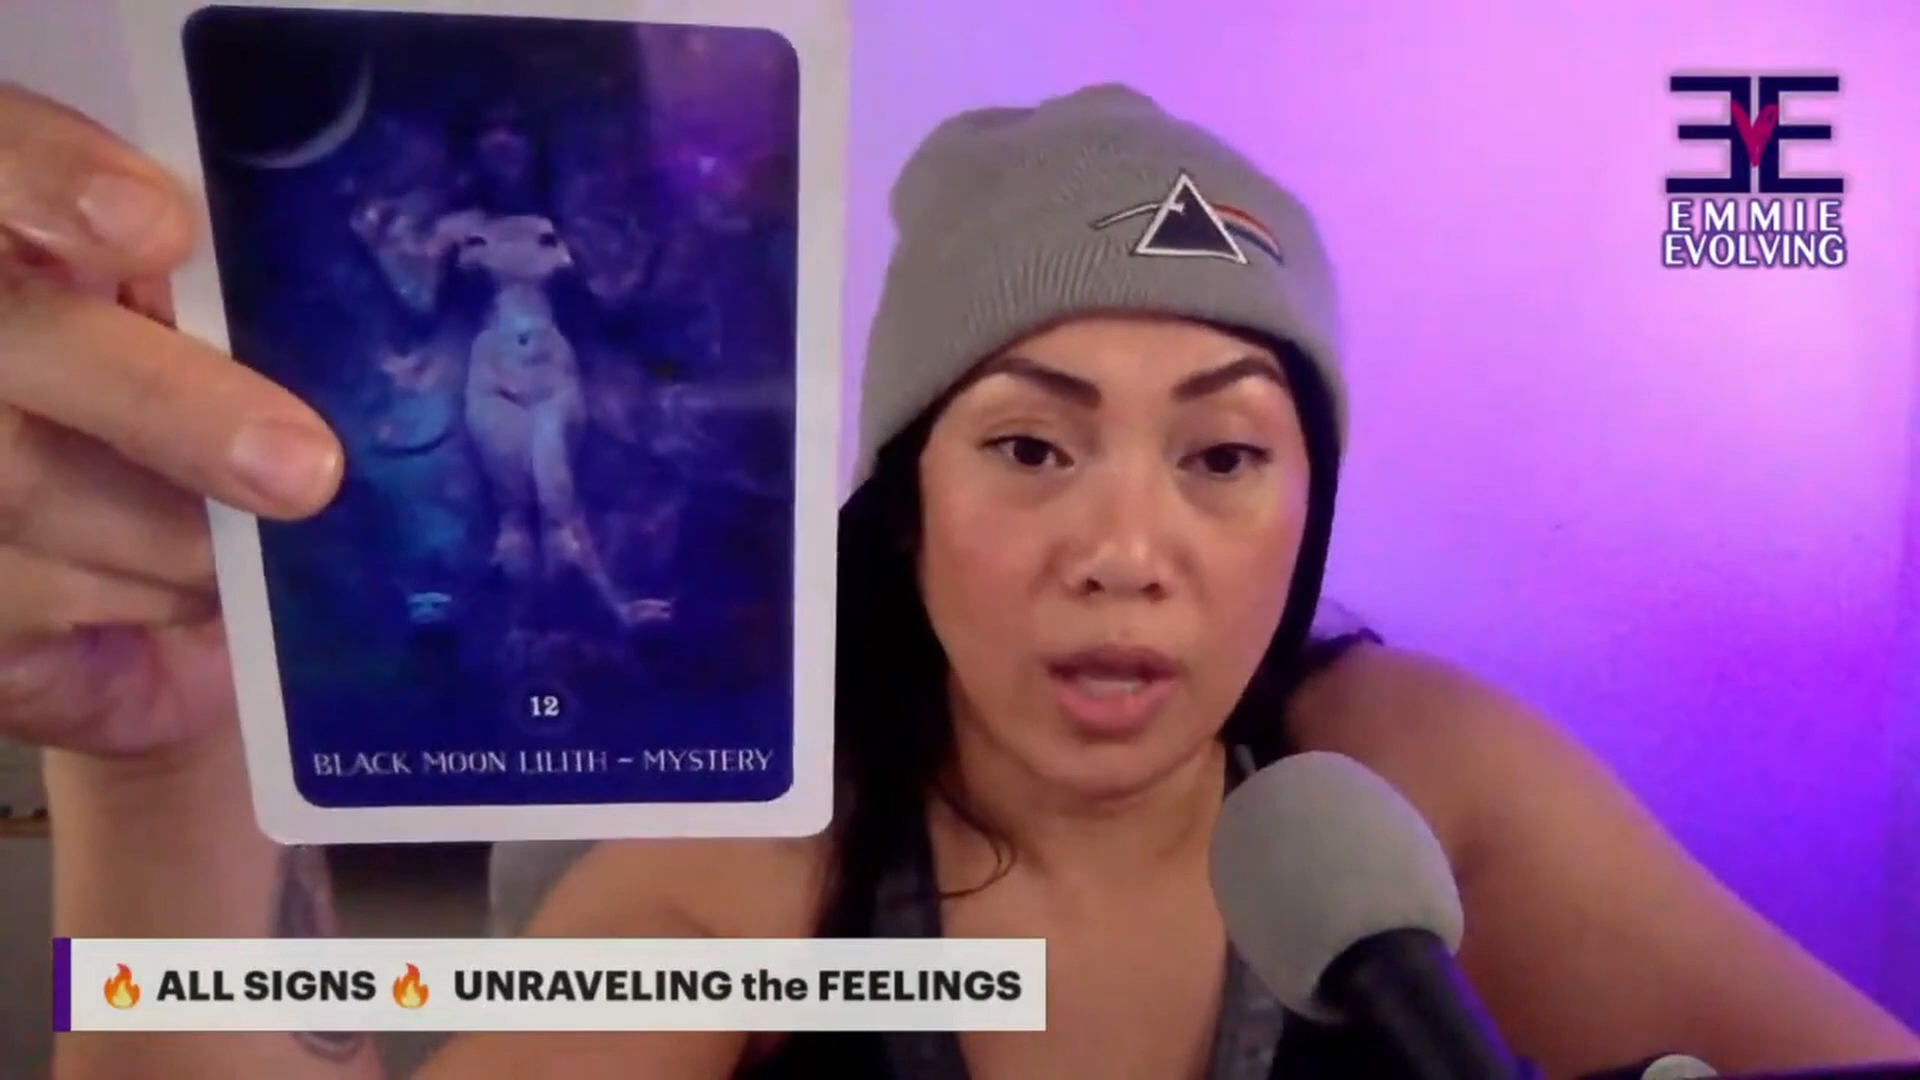 EMMIE
EVOLVING
12
BLACK MOON LILITH ~ MYSTERY
🔥 ALL SIGNS 🔥 UNRAVELING the FEELINGS